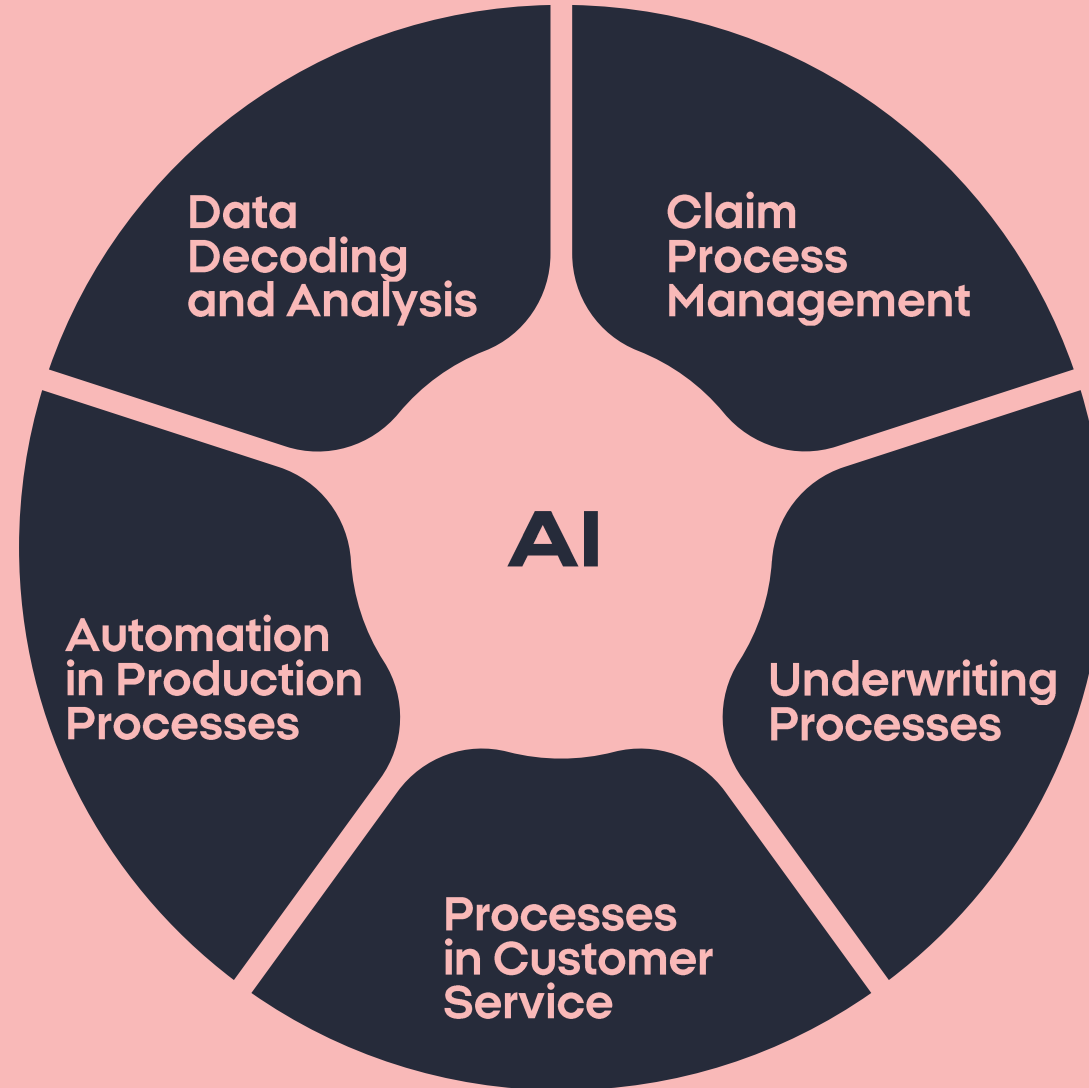 Data
Decoding
and Analysis
Claim
Process
Management
AI
Automation
in Production
Processes
Underwriting
Processes
Processes
in Customer
Service